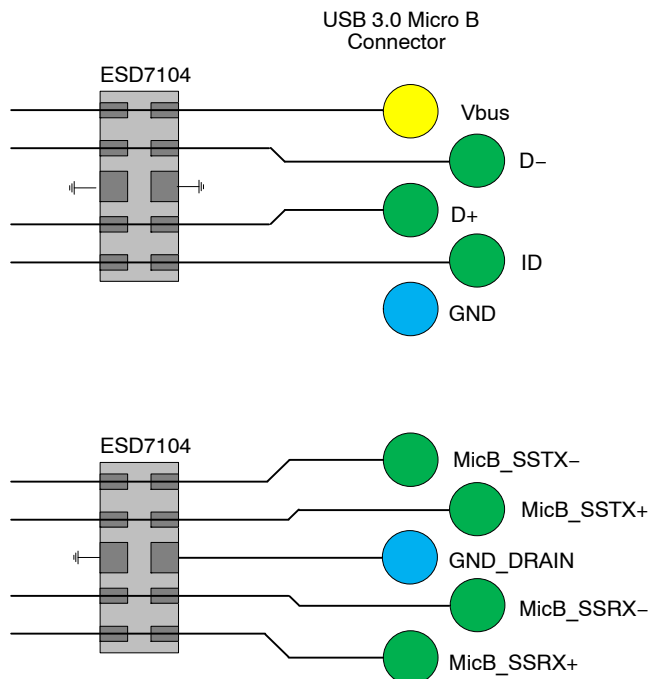 USB 3.0 Micro B
Connector
ESD7104
Vbus
D−
D+
ID
GND
ESD7104
MicB_SSTX−
MicB_SSTX+
GND_DRAIN
MicB_SSRX−
MicB_SSRX+